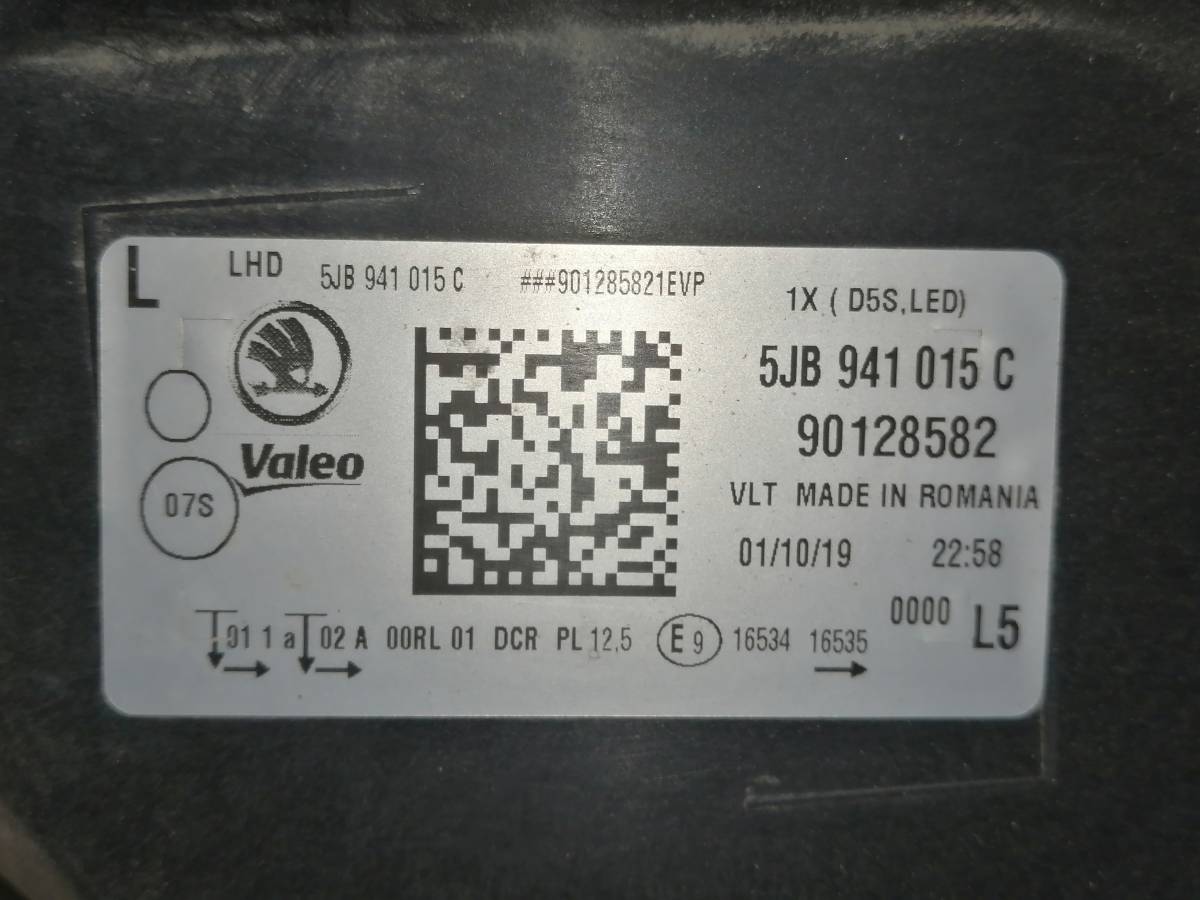 L LHD 5JB 941 015 C ###901285821EVP
1X ( D5S,LED)
5JB 941 015 C
90128582
Valeo
07S
VLT MADE IN ROMANIA
01/10/19 22:58
0000 L5
01 1 a 02 A 00RL 01 DCR PL 12,5 E 9 16534 16535